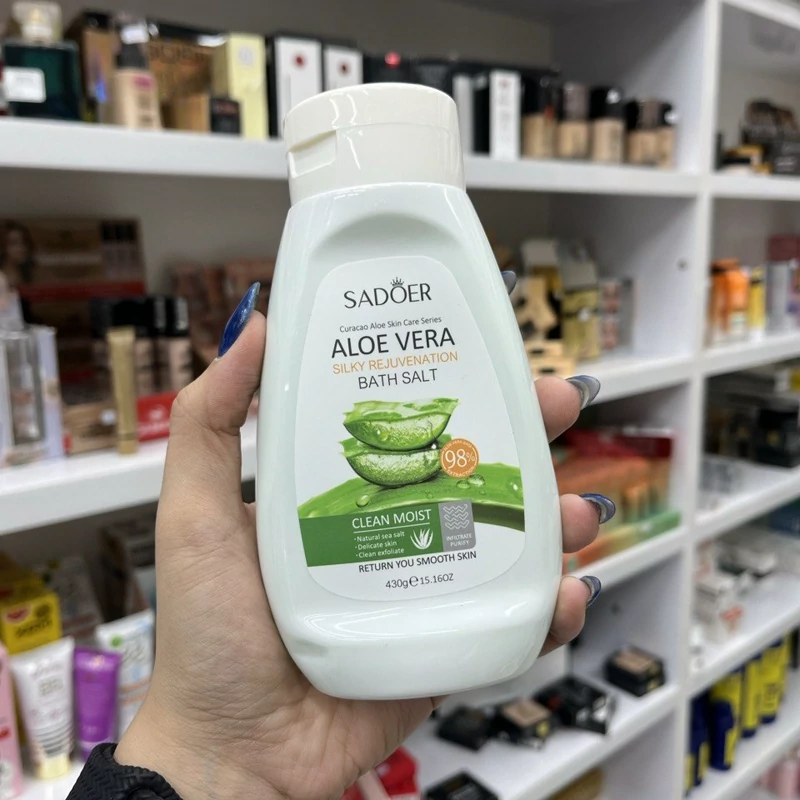 SADOER
Curacao Aloe Skin Care Series
ALOE VERA
SILKY REJUVENATION
BATH SALT
98%
CLEAN MOIST
·Natural sea salt
·Delicate skin
·Clean exfoliate
INFILTRATE
PURIFY
RETURN YOU SMOOTH SKIN
430g℮15.16OZ